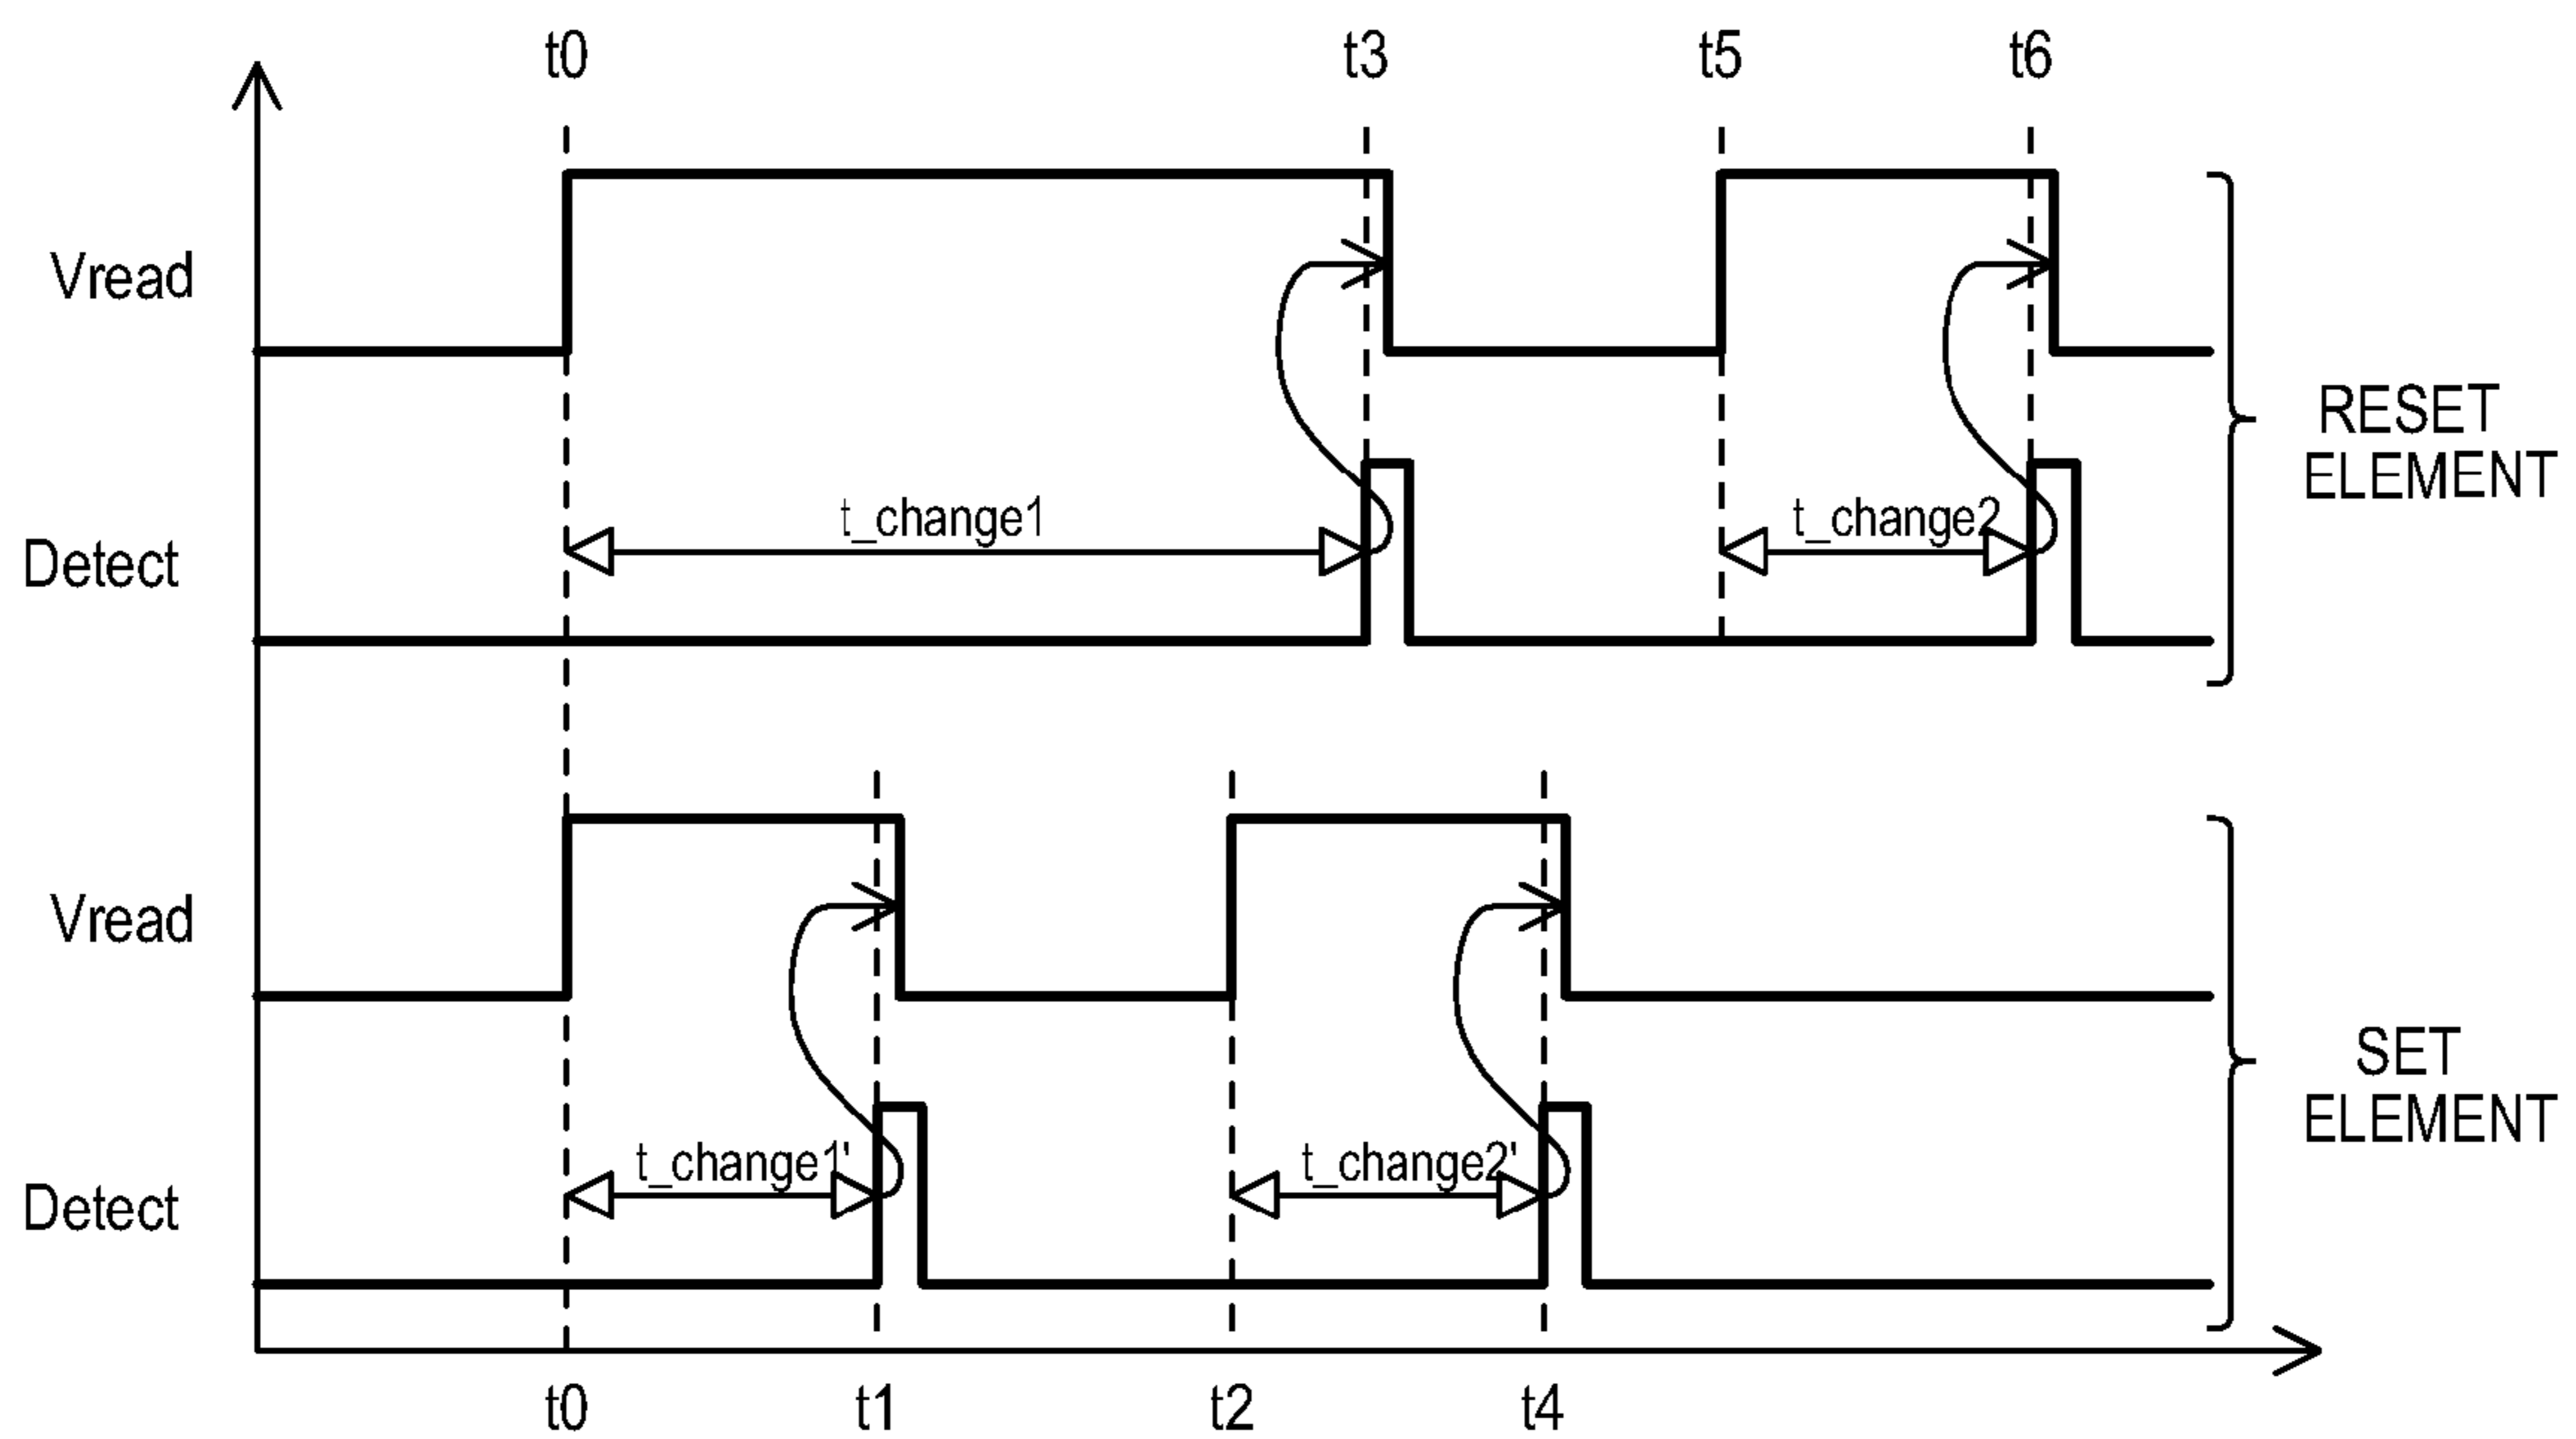 t0 t3 t5 t6
Vread
RESET
ELEMENT
t_change1 t_change2
Detect
Vread
SET
ELEMENT
t_change1' t_change2'
Detect
t0 t1 t2 t4